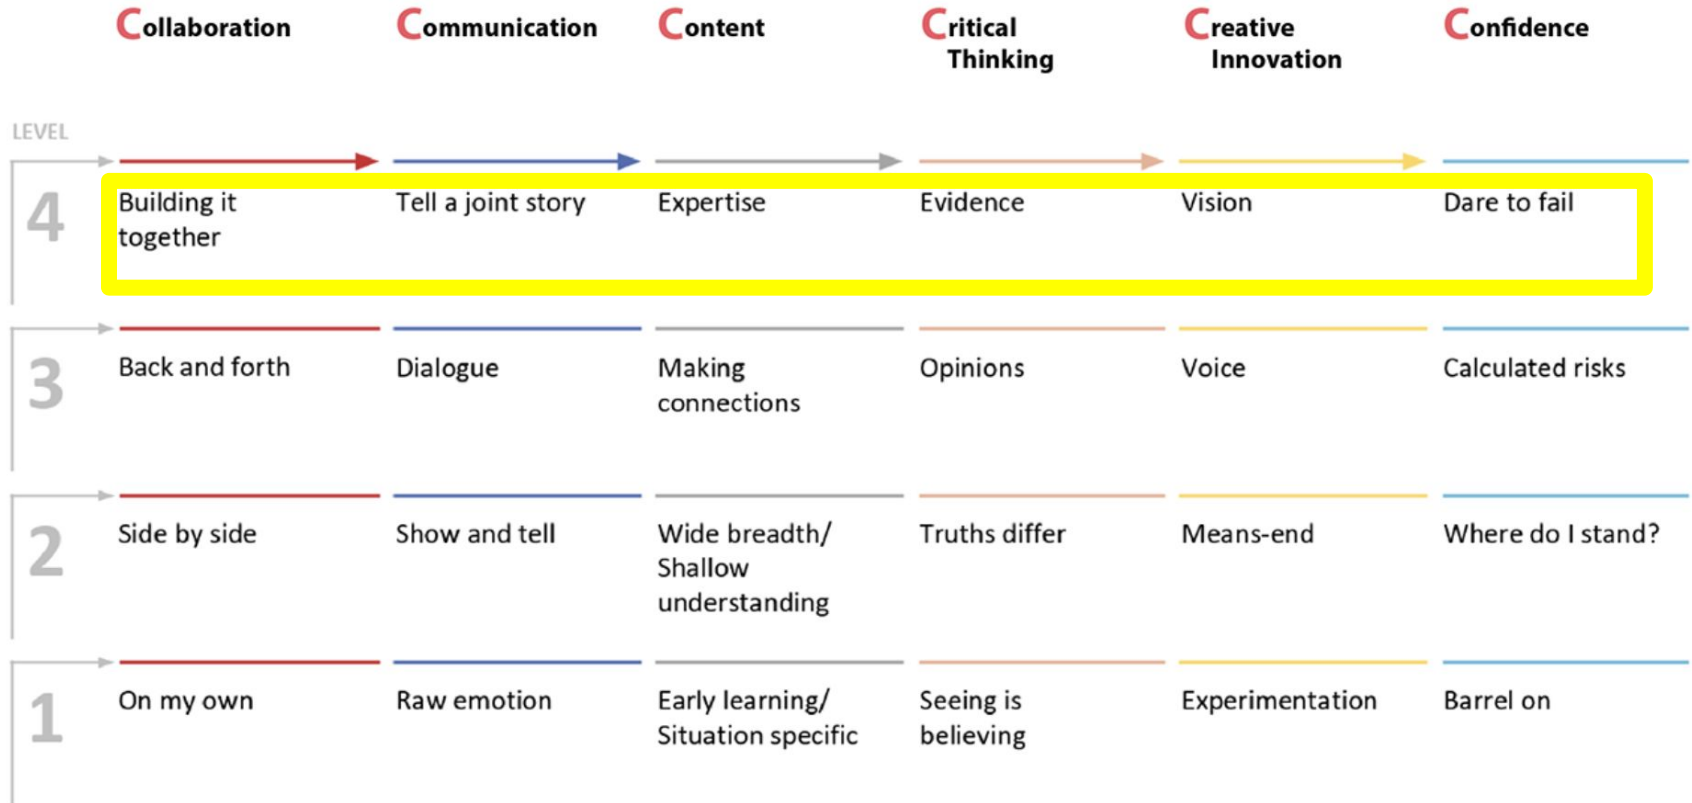 Collaboration
Communication
Content
Critical
Thinking
Creative
Innovation
Confidence
LEVEL
4
Building it
together
Tell a joint story
Expertise
Evidence
Vision
Dare to fail
3
Back and forth
Dialogue
Making
connections
Opinions
Voice
Calculated risks
2
Side by side
Show and tell
Wide breadth/
Shallow
understanding
Truths differ
Means-end
Where do I stand?
1
On my own
Raw emotion
Early learning/
Situation specific
Seeing is
believing
Experimentation
Barrel on